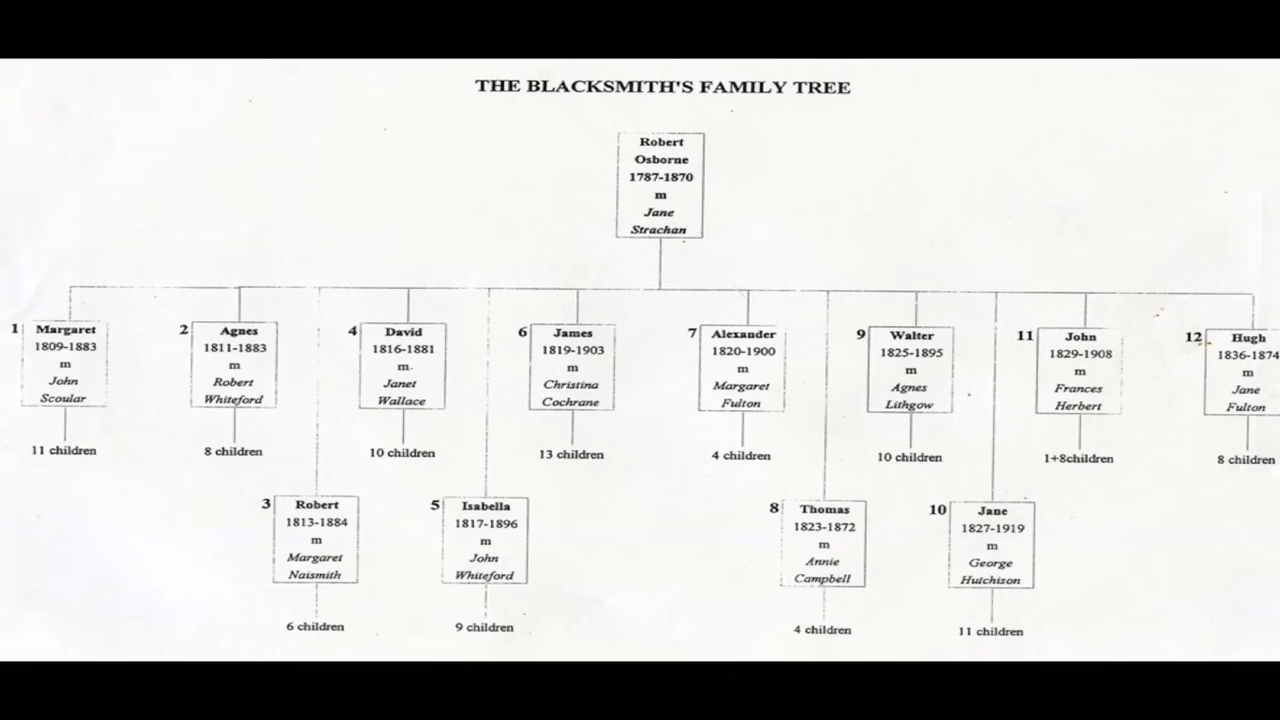 THE BLACKSMITH'S FAMILY TREE
Robert
Osborne
1787-1870
m
Jane
Strachan
1 Margaret
1809-1883
m
John
Scoular
11 children
2 Agnes
1811-1883
m
Robert
Whiteford
8 children
4 David
1816-1881
m
Janet
Wallace
10 children
6 James
1819-1903
m
Christina
Cochrane
13 children
7 Alexander
1820-1900
m
Margaret
Fulton
4 children
9 Walter
1825-1895
m
Agnes
Lithgow
10 children
11 John
1829-1908
m
Frances
Herbert
1+8children
12 Hugh
1836-1874
m
Jane
Fulton
8 children
3 Robert
1813-1884
m
Margaret
Naismith
6 children
5 Isabella
1817-1896
m
John
Whiteford
9 children
8 Thomas
1823-1872
m
Annie
Campbell
4 children
10 Jane
1827-1919
m
George
Hutchison
11 children